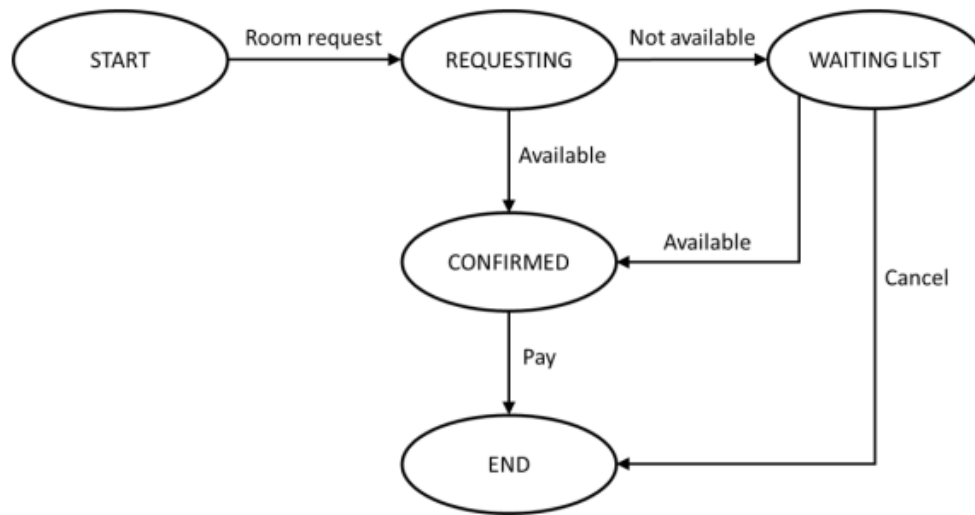 START
Room request
REQUESTING
Not available
WAITING LIST
Available
CONFIRMED
Available
Cancel
Pay
END